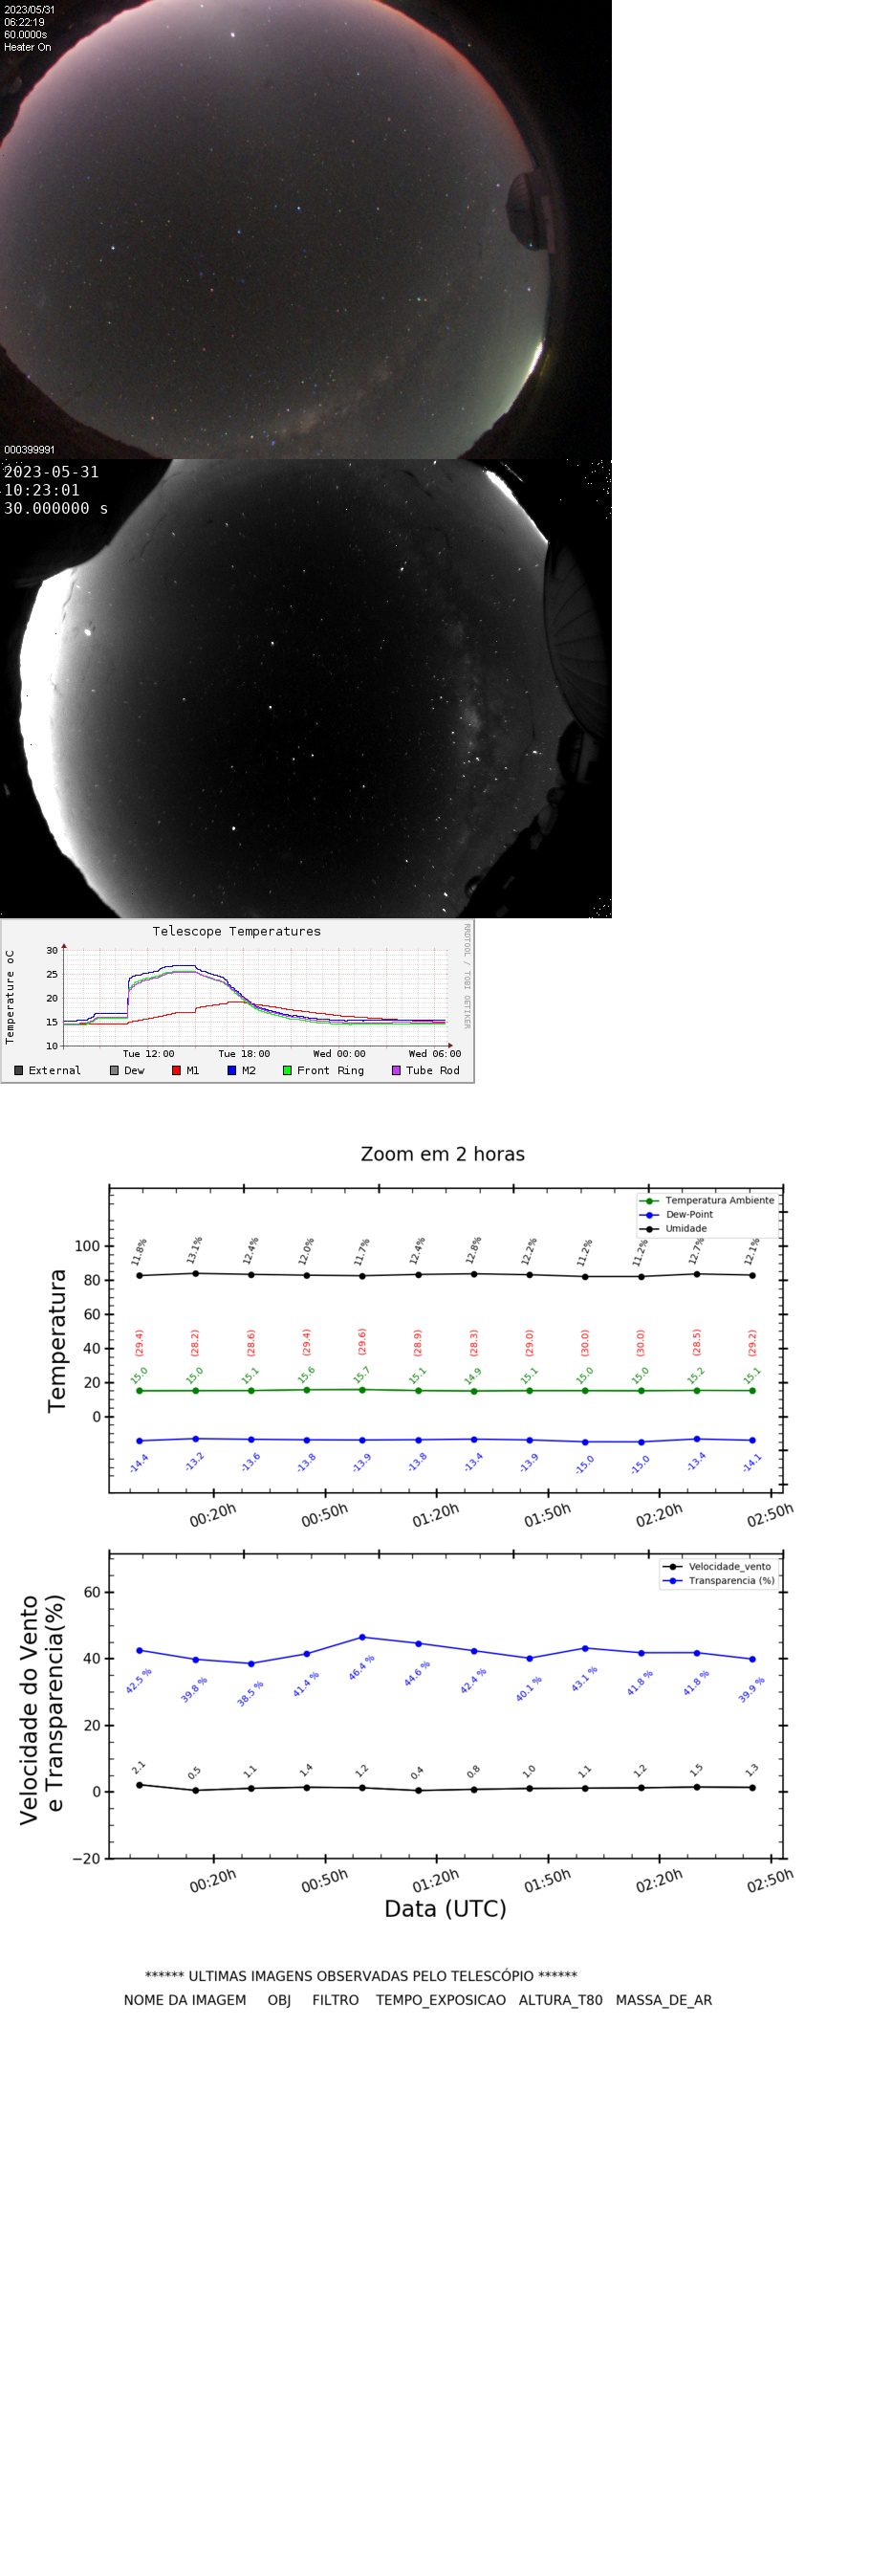 2023/05/31
06:22:19
60.0000s
Heater On
000399991
2023-05-31
10:23:01
30.000000 s
Telescope Temperatures
RRDTOOL / TOBI OETIKER
Temperature oC
30
25
20
15
10
Tue 12:00 Tue 18:00 Wed 00:00 Wed 06:00
External Dew M1 M2 Front Ring Tube Rod
Zoom em 2 horas
Temperatura Ambiente
Dew-Point
Umidade
Temperatura
100
80
60
40
20
0
11.8% 13.1% 12.4% 12.0% 11.7% 12.4% 12.8% 12.2% 11.2% 11.2% 12.7% 12.1%
(29.4) (28.2) (28.6) (29.4) (29.6) (28.9) (28.3) (29.0) (30.0) (30.0) (28.5) (29.2)
15.0 15.0 15.1 15.6 15.7 15.1 14.9 15.1 15.0 15.0 15.2 15.1
-14.4 -13.2 -13.6 -13.8 -13.9 -13.8 -13.4 -13.9 -15.0 -15.0 -13.4 -14.1
00:20h 00:50h 01:20h 01:50h 02:20h 02:50h
Velocidade_vento
Transparencia (%)
Velocidade do Vento
e Transparencia(%)
60
40
20
0
−20
42.5 % 39.8 % 38.5 % 41.4 % 46.4 % 44.6 % 42.4 % 40.1 % 43.1 % 41.8 % 41.8 % 39.9 %
2.1 0.5 1.1 1.4 1.2 0.4 0.8 1.0 1.1 1.2 1.5 1.3
00:20h 00:50h 01:20h 01:50h 02:20h 02:50h
Data (UTC)
****** ULTIMAS IMAGENS OBSERVADAS PELO TELESCÓPIO ******
NOME DA IMAGEM OBJ FILTRO TEMPO_EXPOSICAO ALTURA_T80 MASSA_DE_AR